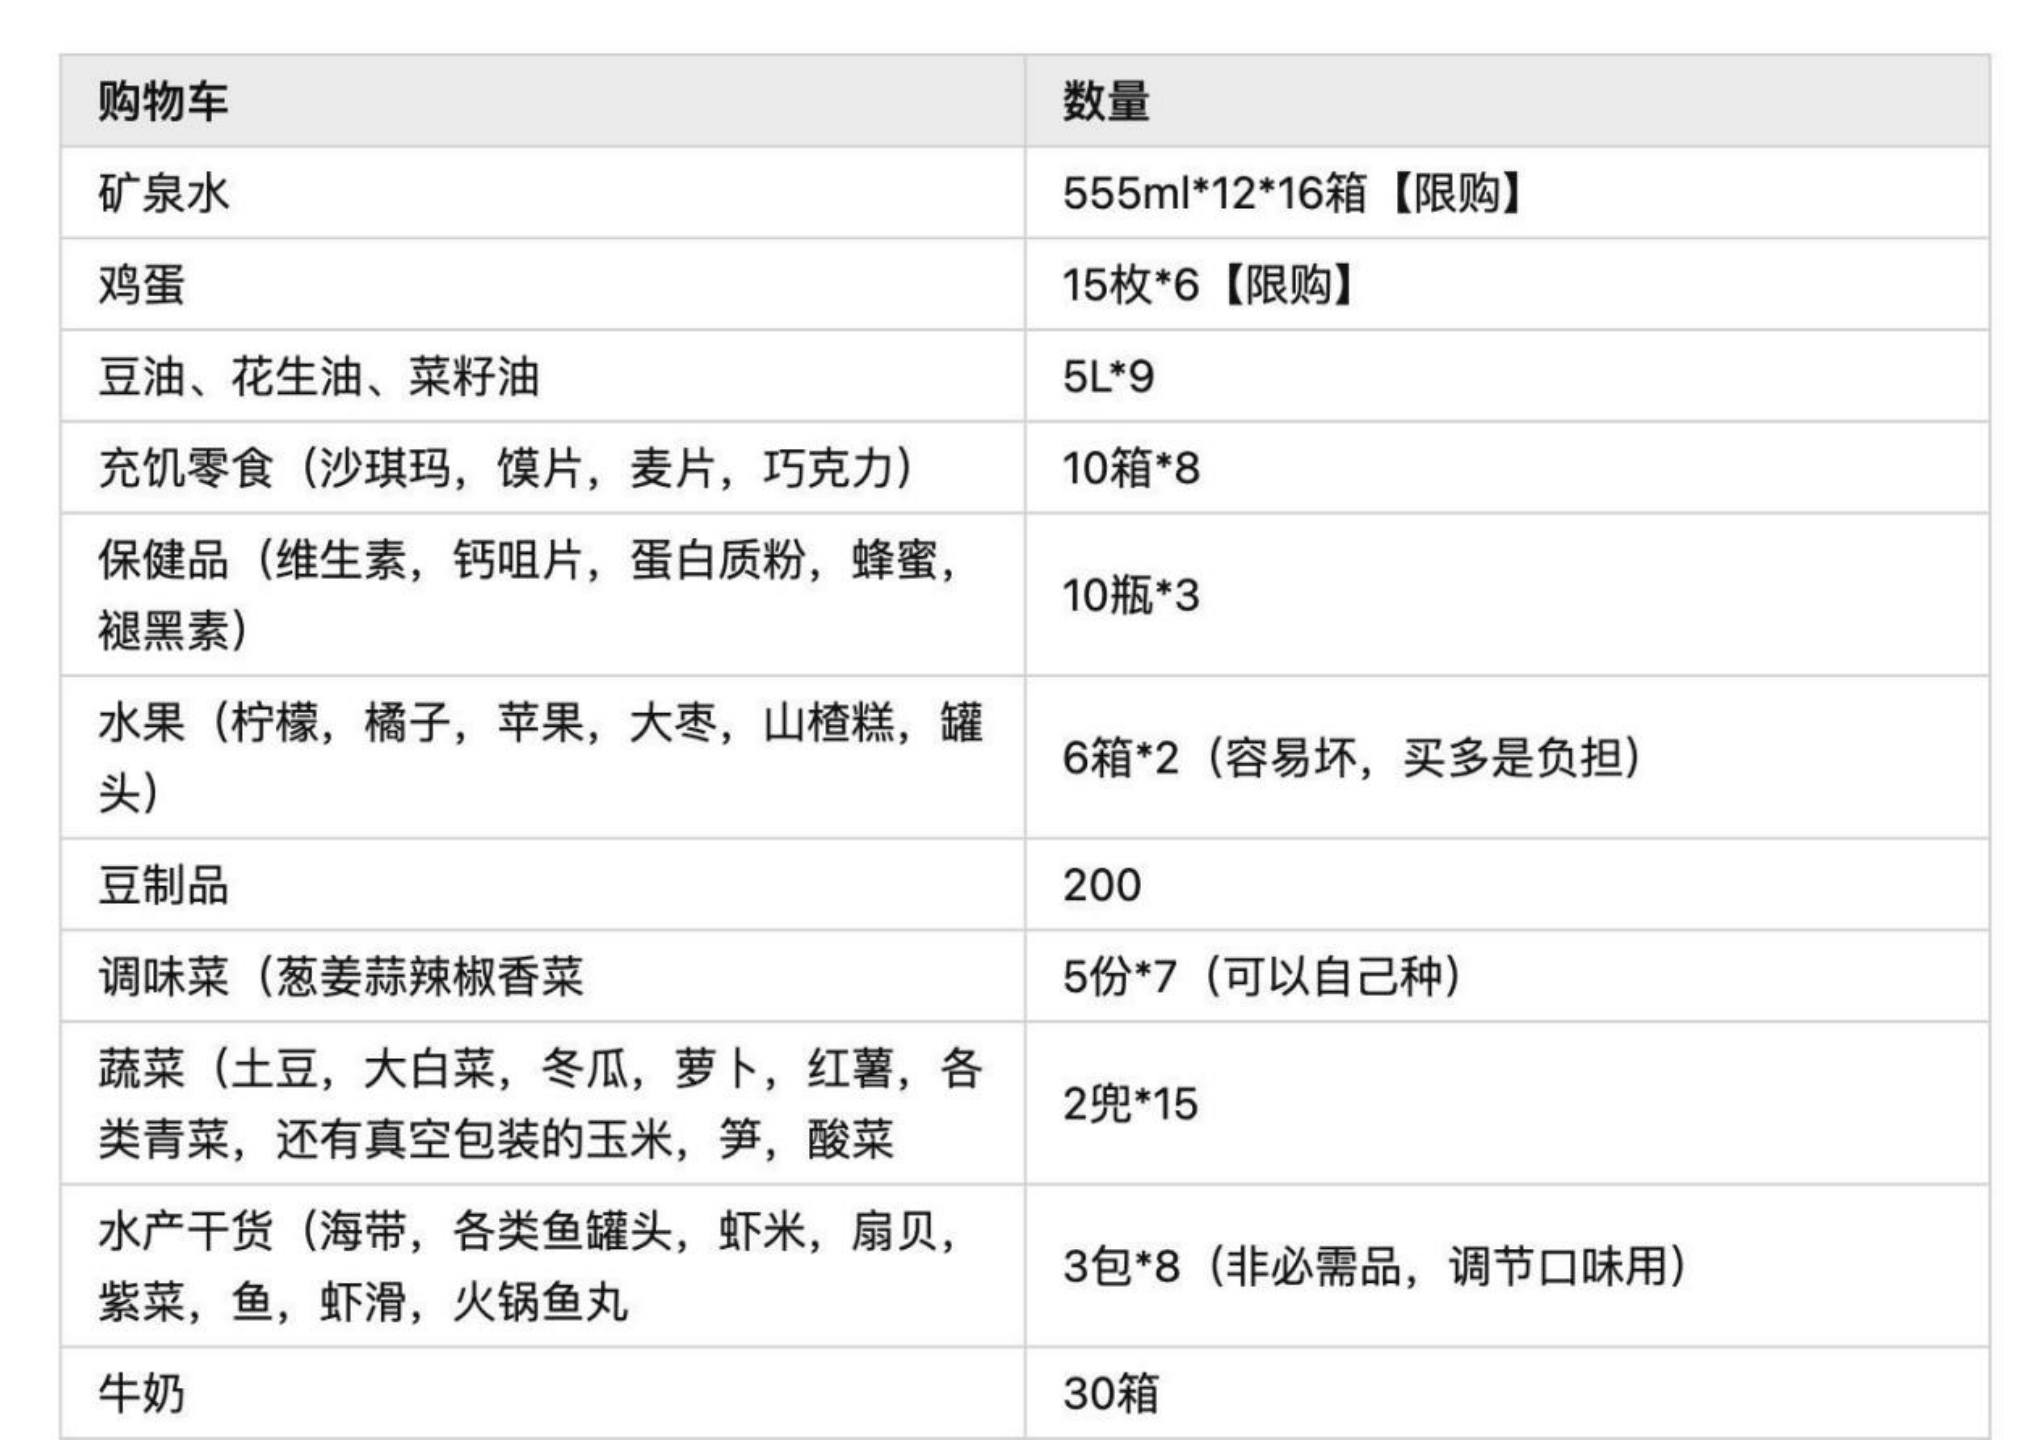 购物车
数量
矿泉水
555ml*12*16箱【限购】
鸡蛋
15枚*6【限购】
豆油、花生油、菜籽油
5L*9
充饥零食（沙琪玛，馍片，麦片，巧克力）
10箱*8
保健品（维生素，钙咀片，蛋白质粉，蜂蜜，
褪黑素）
10瓶*3
水果（柠檬，橘子，苹果，大枣，山楂糕，罐
头）
6箱*2（容易坏，买多是负担）
豆制品
200
调味菜（葱姜蒜辣椒香菜
5份*7（可以自己种）
蔬菜（土豆，大白菜，冬瓜，萝卜，红薯，各
类青菜，还有真空包装的玉米，笋，酸菜
2兜*15
水产干货（海带，各类鱼罐头，虾米，扇贝，
紫菜，鱼，虾滑，火锅鱼丸
3包*8（非必需品，调节口味用）
牛奶
30箱